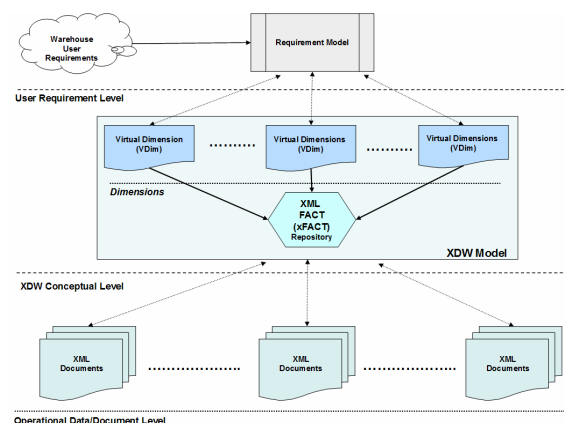 Warehouse
User
Requirements
Requirement Model
User Requirement Level
Virtual Dimension
(VDim)
Virtual Dimensions
(VDim)
Virtual Dimensions
(VDim)
Dimensions
XML
FACT
(xFACT)
Repository
XDW Model
XDW Conceptual Level
XML
Documents
XML
Documents
XML
Documents
Operational Data/Document Level